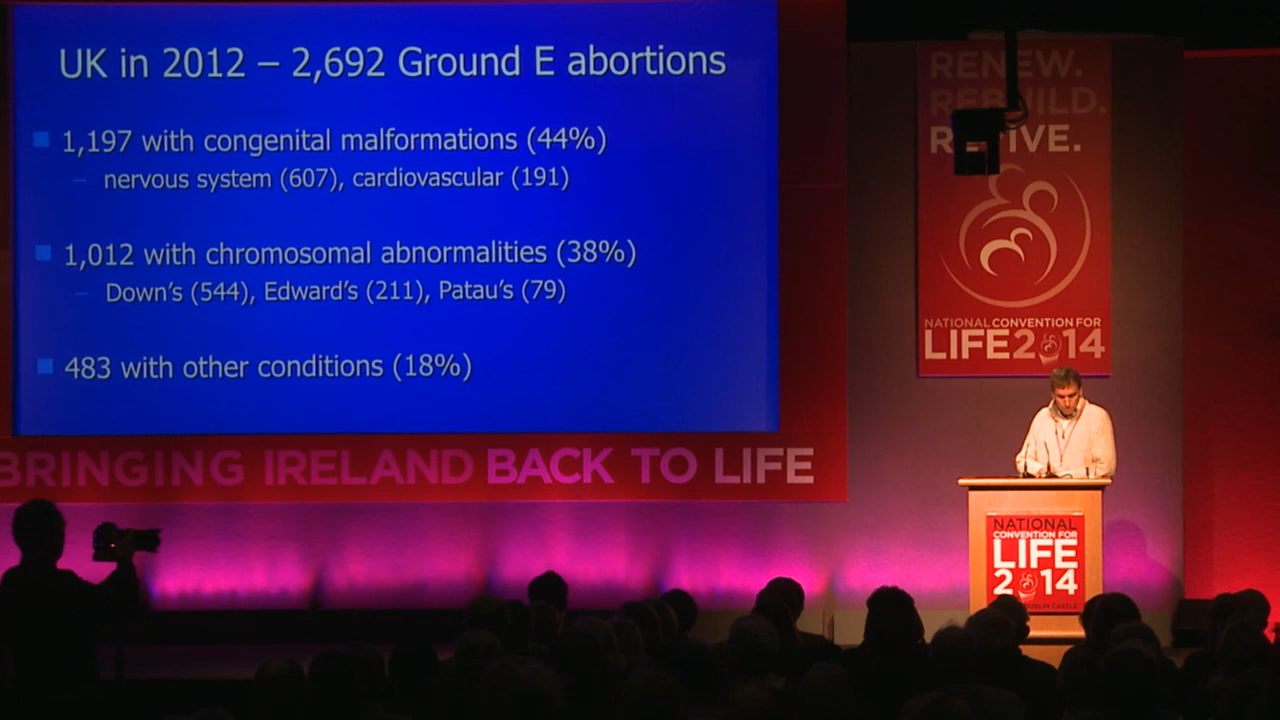 UK in 2012 – 2,692 Ground E abortions
1,197 with congenital malformations (44%)
– nervous system (607), cardiovascular (191)
1,012 with chromosomal abnormalities (38%)
– Down's (544), Edward's (211), Patau's (79)
483 with other conditions (18%)
BRINGING IRELAND BACK TO LIFE
RENEW.
REBUILD.
REVIVE.
NATIONAL CONVENTION FOR
LIFE2014
NATIONAL
CONVENTION FOR
LIFE
2014
DUBLIN CASTLE